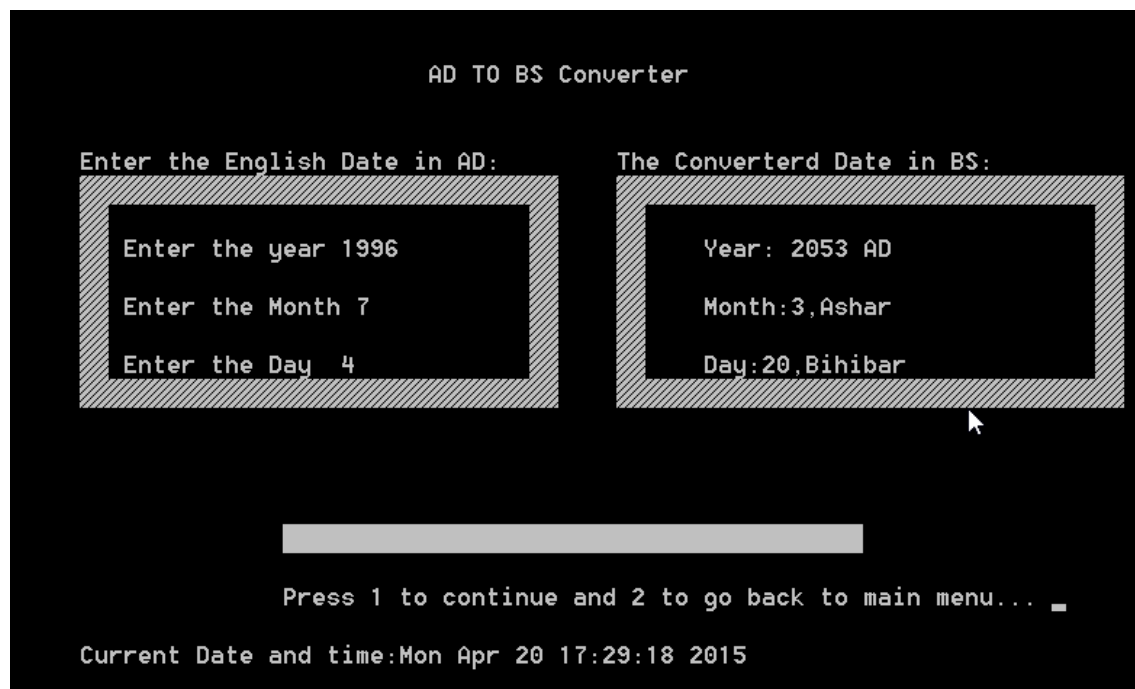 AD TO BS Converter
Enter the English Date in AD:
Enter the year 1996
Enter the Month 7
Enter the Day  4
The Converterd Date in BS:
Year: 2053 AD
Month:3,Ashar
Day:20,Bihibar
Press 1 to continue and 2 to go back to main menu... _
Current Date and time:Mon Apr 20 17:29:18 2015